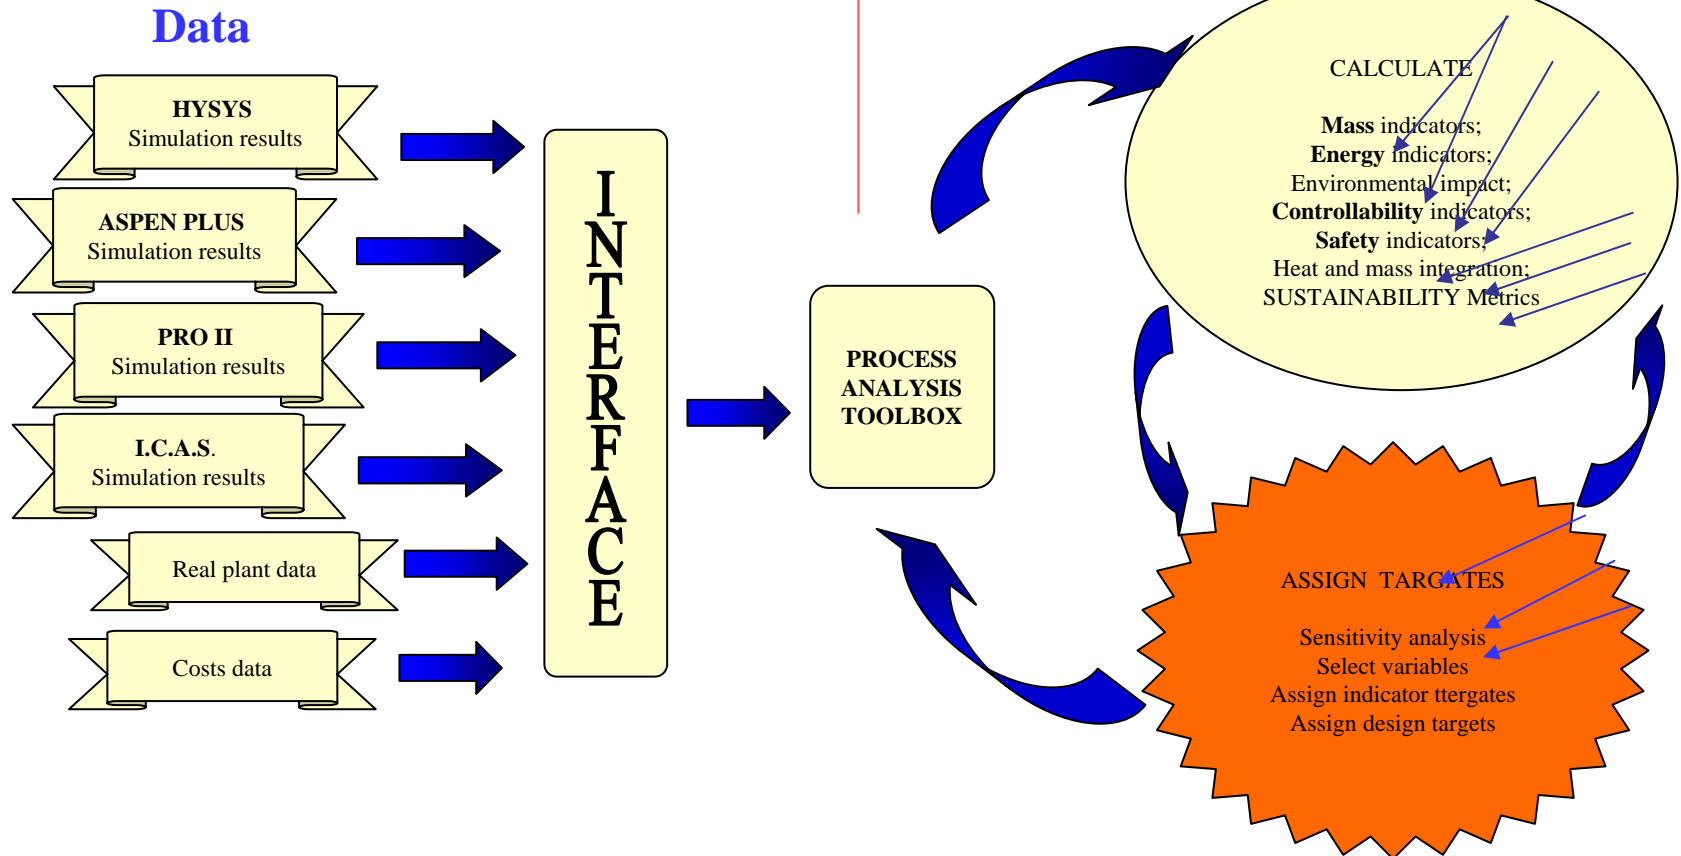 Data
HYSYS
Simulation results
ASPEN PLUS
Simulation results
PRO II
Simulation results
I.C.A.S.
Simulation results
Real plant data
Costs data
INTERFACE
PROCESS
ANALYSIS
TOOLBOX
CALCULATE
Mass indicators;
Energy indicators;
Environmental impact;
Controllability indicators;
Safety indicators;
Heat and mass integration;
SUSTAINABILITY Metrics
ASSIGN TARGATES
Sensitivity analysis
Select variables
Assign indicator ttergates
Assign design targets